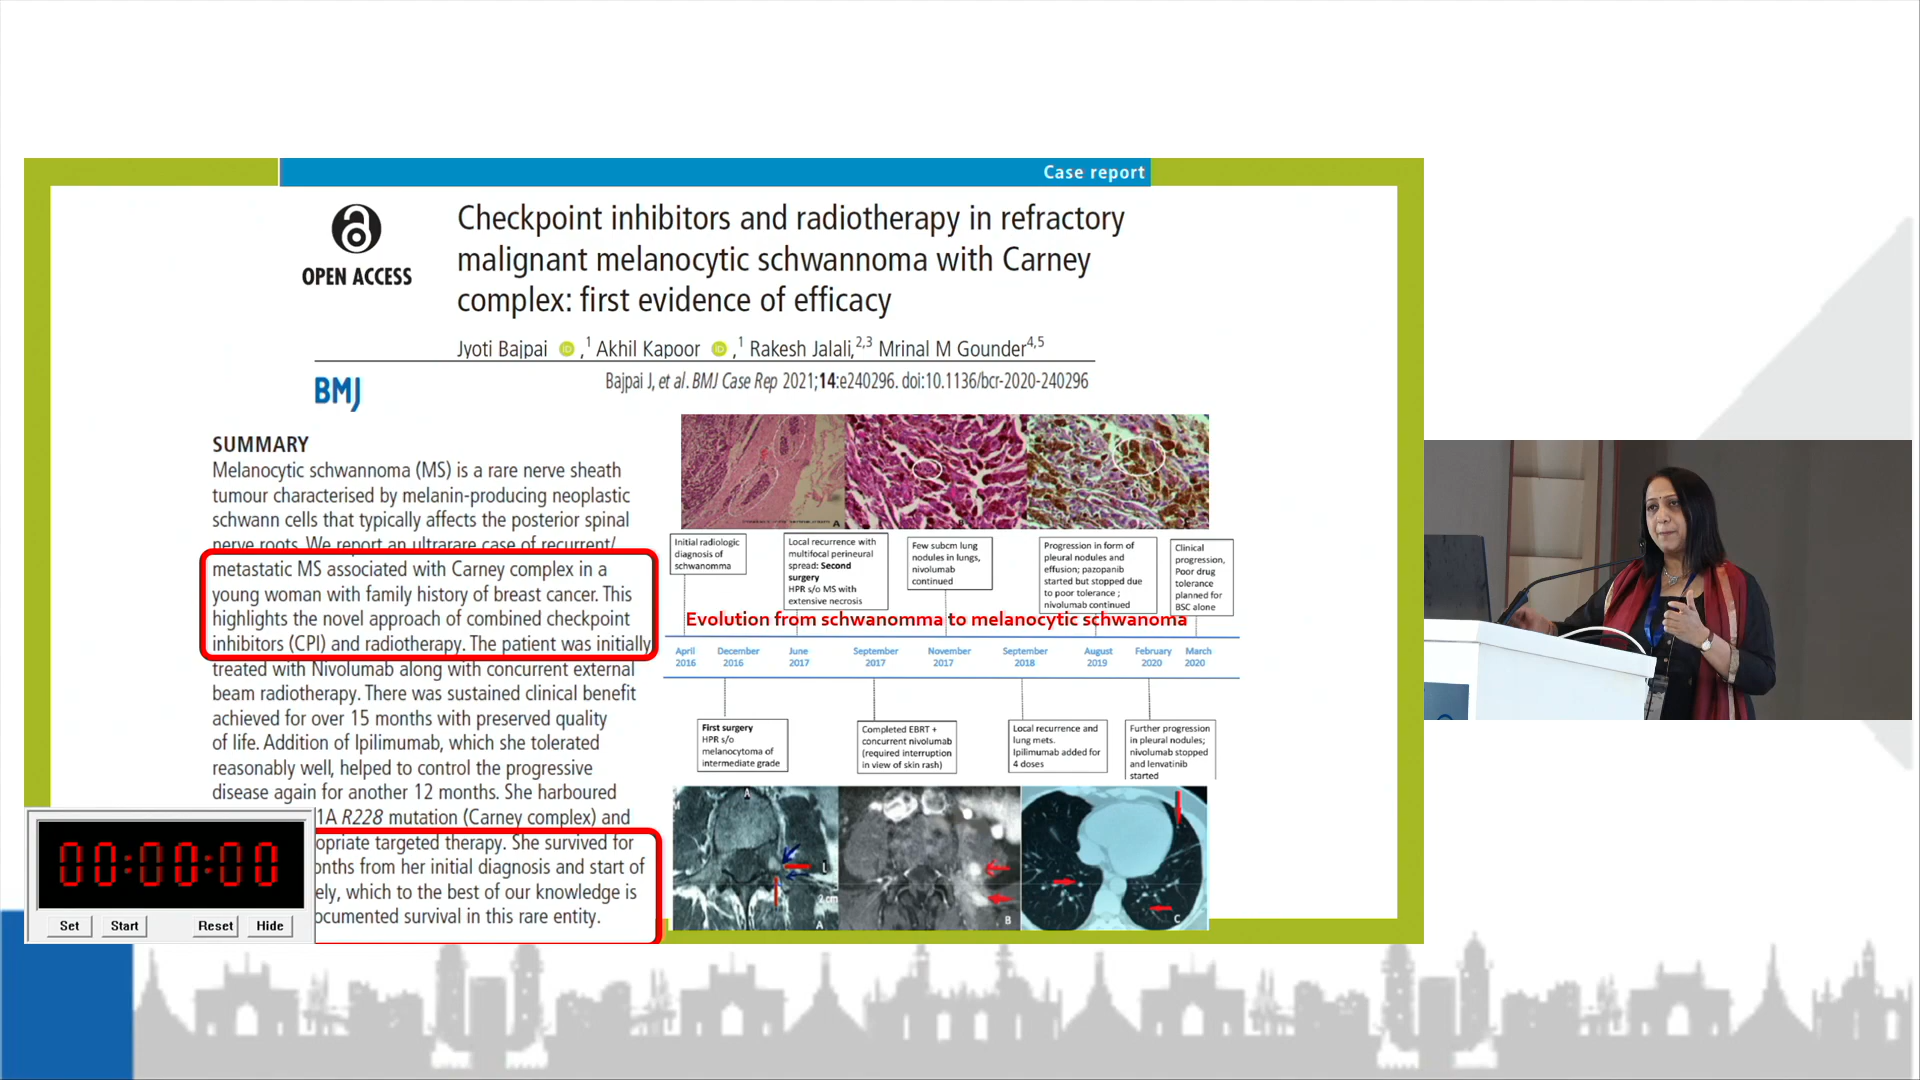 Case report
OPEN ACCESS
Checkpoint inhibitors and radiotherapy in refractory
malignant melanocytic schwannoma with Carney
complex: first evidence of efficacy
Jyoti Bajpai iD ,1 Akhil Kapoor iD ,1 Rakesh Jalali,2,3 Mrinal M Gounder4,5
BMJ
Bajpai J, et al. BMJ Case Rep 2021;14:e240296. doi:10.1136/bcr-2020-240296
SUMMARY
Melanocytic schwannoma (MS) is a rare nerve sheath
tumour characterised by melanin-producing neoplastic
schwann cells that typically affects the posterior spinal
nerve roots. We report an ultrarare case of recurrent/
metastatic MS associated with Carney complex in a
young woman with family history of breast cancer. This
highlights the novel approach of combined checkpoint
inhibitors (CPI) and radiotherapy. The patient was initially
treated with Nivolumab along with concurrent external
beam radiotherapy. There was sustained clinical benefit
achieved for over 15 months with preserved quality
of life. Addition of Ipilimumab, which she tolerated
reasonably well, helped to control the progressive
disease again for another 12 months. She harboured
1A R228 mutation (Carney complex) and
opriate targeted therapy. She survived for
onths from her initial diagnosis and start of
ely, which to the best of our knowledge is
ocumented survival in this rare entity.
A
B
C
Initial radiologic
diagnosis of
schwanomma
Local recurrence with
multifocal perineural
spread: Second
surgery
HPR s/o MS with
extensive necrosis
Few subcm lung
nodules in lungs,
nivolumab
continued
Progression in form of
pleural nodules and
effusion; pazopanib
started but stopped due
to poor tolerance ;
nivolumab continued
Clinical
progression,
Poor drug
tolerance
planned for
BSC alone
Evolution from schwanomma to melanocytic schwanoma
April
2016
December
2016
June
2017
September
2017
November
2017
September
2018
August
2019
February
2020
March
2020
First surgery
HPR s/o
melanocytoma of
intermediate grade
Completed EBRT +
concurrent nivolumab
(required interruption
in view of skin rash)
Local recurrence and
lung mets.
Ipilimumab added for
4 doses
Further progression
in pleural nodules;
nivolumab stopped
and lenvatinib
started
A
L
2 cm
A
B
C
00:00:00
Set Start Reset Hide